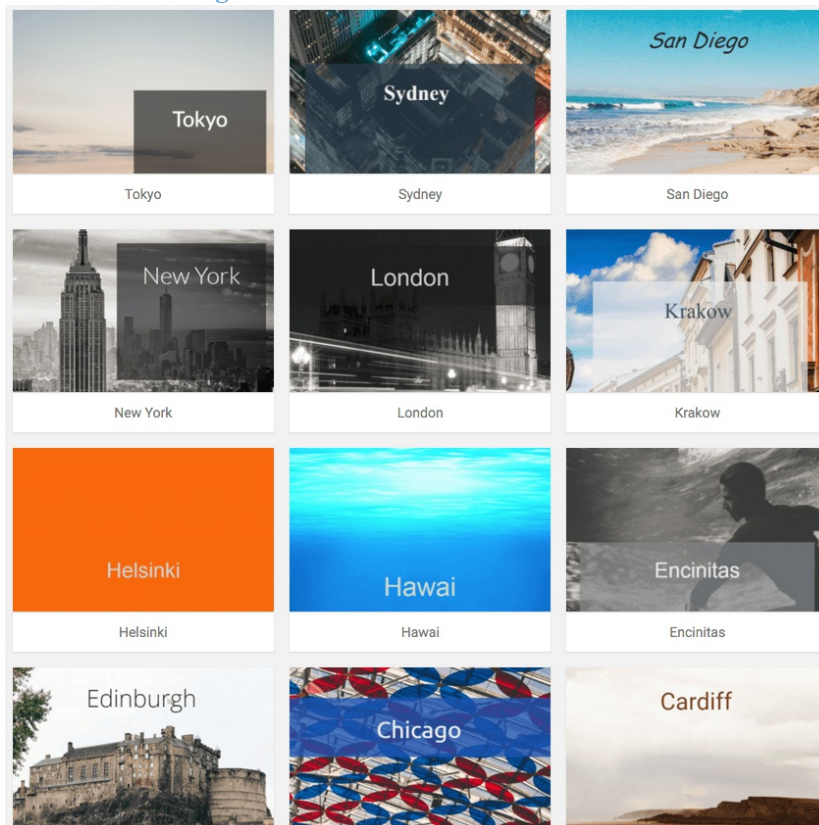 Tokyo
Sydney
San Diego
Tokyo
Sydney
San Diego
New York
London
Krakow
New York
London
Krakow
Helsinki
Hawai
Encinitas
Helsinki
Hawai
Encinitas
Edinburgh
Chicago
Cardiff